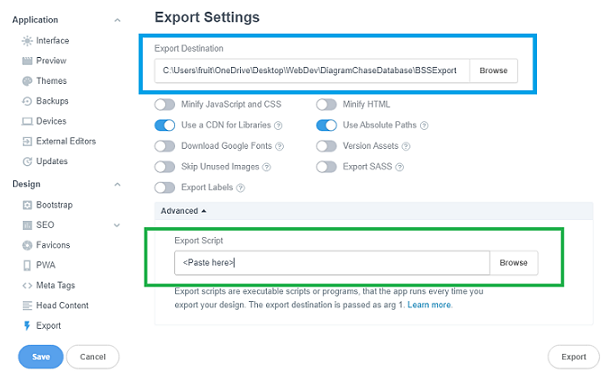 Application
Interface
Preview
Themes
Backups
Devices
External Editors
Updates
Design
Bootstrap
SEO
Favicons
PWA
Meta Tags
Head Content
Export
Save
Cancel
Export Settings
Export Destination
C:\Users\fruit\OneDrive\Desktop\WebDev\DiagramChaseDatabase\BSSExport
Browse
Minify JavaScript and CSS
Minify HTML
Use a CDN for Libraries ?
Use Absolute Paths ?
Download Google Fonts ?
Version Assets ?
Skip Unused Images ?
Export SASS ?
Export Labels ?
Advanced
Export Script
<Paste here>
Browse
Export scripts are executable scripts or programs, that the app runs every time you
export your design. The export destination is passed as arg 1. Learn more.
Export